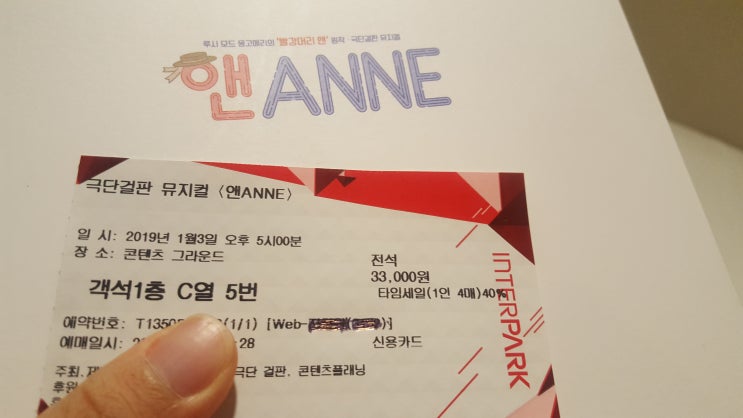 루시 모드 몽고메리의 '빨강머리 앤' 원작·극단걸판 뮤지컬
앤ANNE
극단걸판 뮤지컬 〈앤ANNE〉
일 시: 2019년 1월3일 오후 5시00분
장 소: 콘텐츠 그라운드
전석
33,000원
객석1층 C열 5번
타임세일(1인 4매)40%
예약번호: T1350 (1/1) [Web-
예매일시: 2 -28 신용카드
주최.제 극단 걸판, 콘텐츠플래닝
후원
INTERPARK